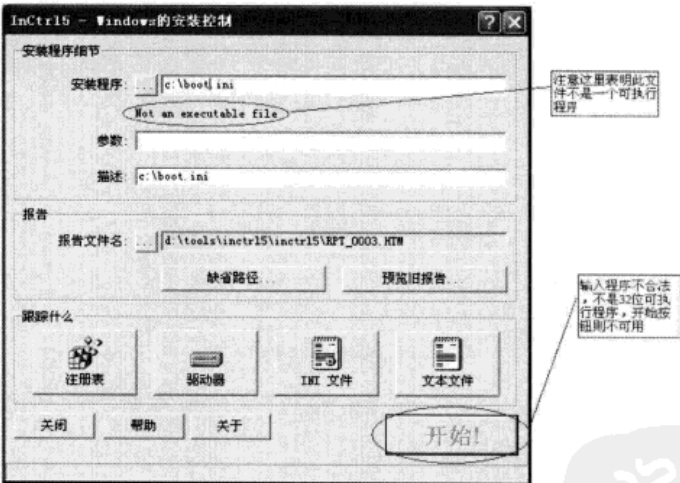 InCtrl5 - Windows的安装控制
安装程序细节
安装程序: ... c:\boot.ini
Not an executable file
参数:
描述: c:\boot.ini
报告
报告文件名: ... d:\tools\inctrl5\inctrl5\RPT_0003.HTM
缺省路径...
预览旧报告...
跟踪什么
注册表
驱动器
INI 文件
文本文件
关闭
帮助
关于
开始!
注意这里表明此文
件不是一个可执行
程序
输入程序不合法
，不是32位可执
行程序，开始按
钮则不可用